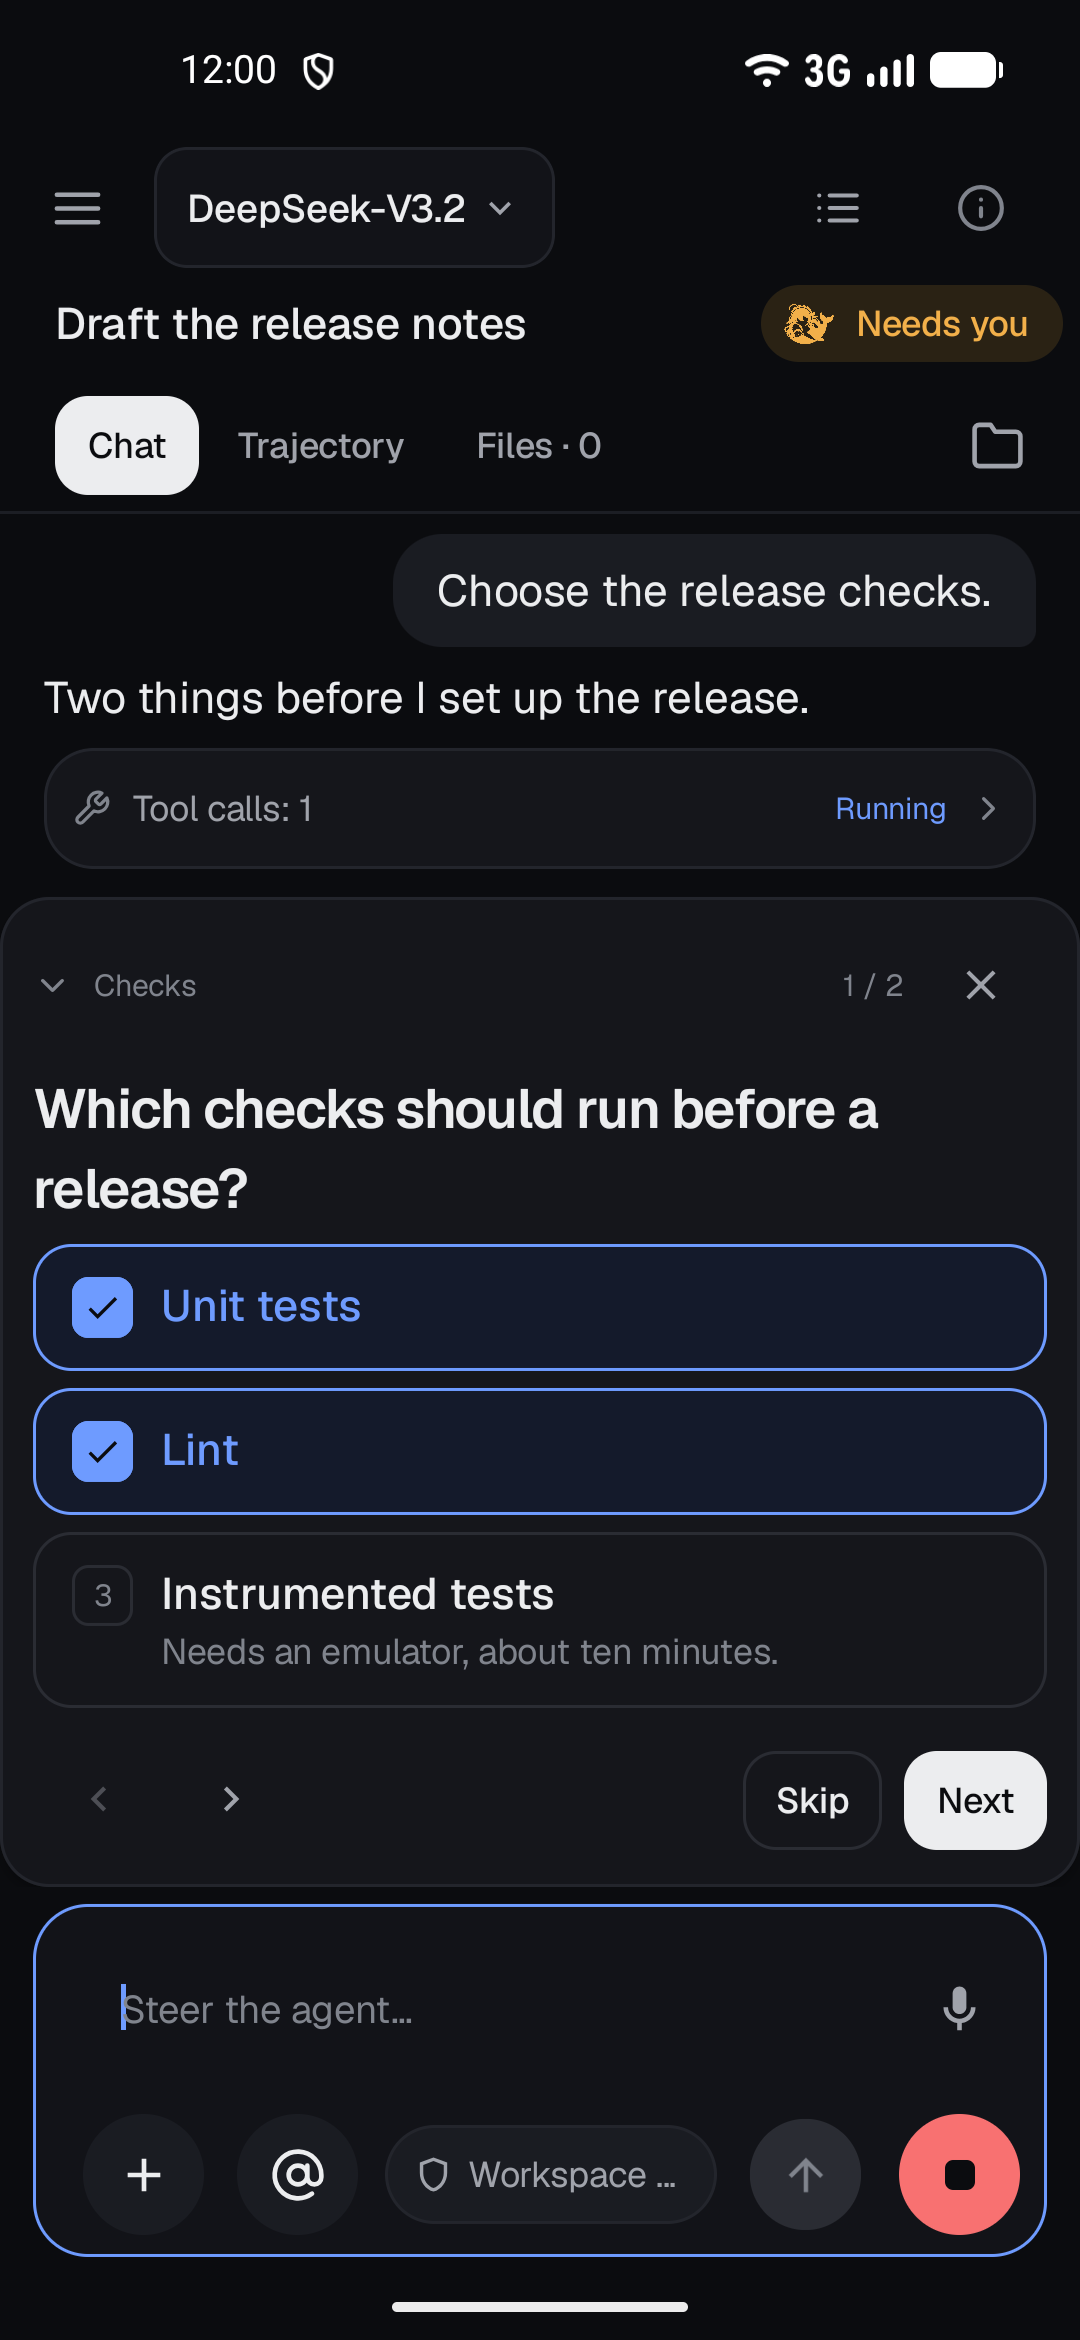 12:00
3G
DeepSeek-V3.2
Draft the release notes
Needs you
Chat
Trajectory
Files · 0
Choose the release checks.
Two things before I set up the release.
Tool calls: 1
Running
Checks
1 / 2
Which checks should run before a
release?
Unit tests
Lint
3
Instrumented tests
Needs an emulator, about ten minutes.
Skip
Next
Steer the agent…
Workspace …